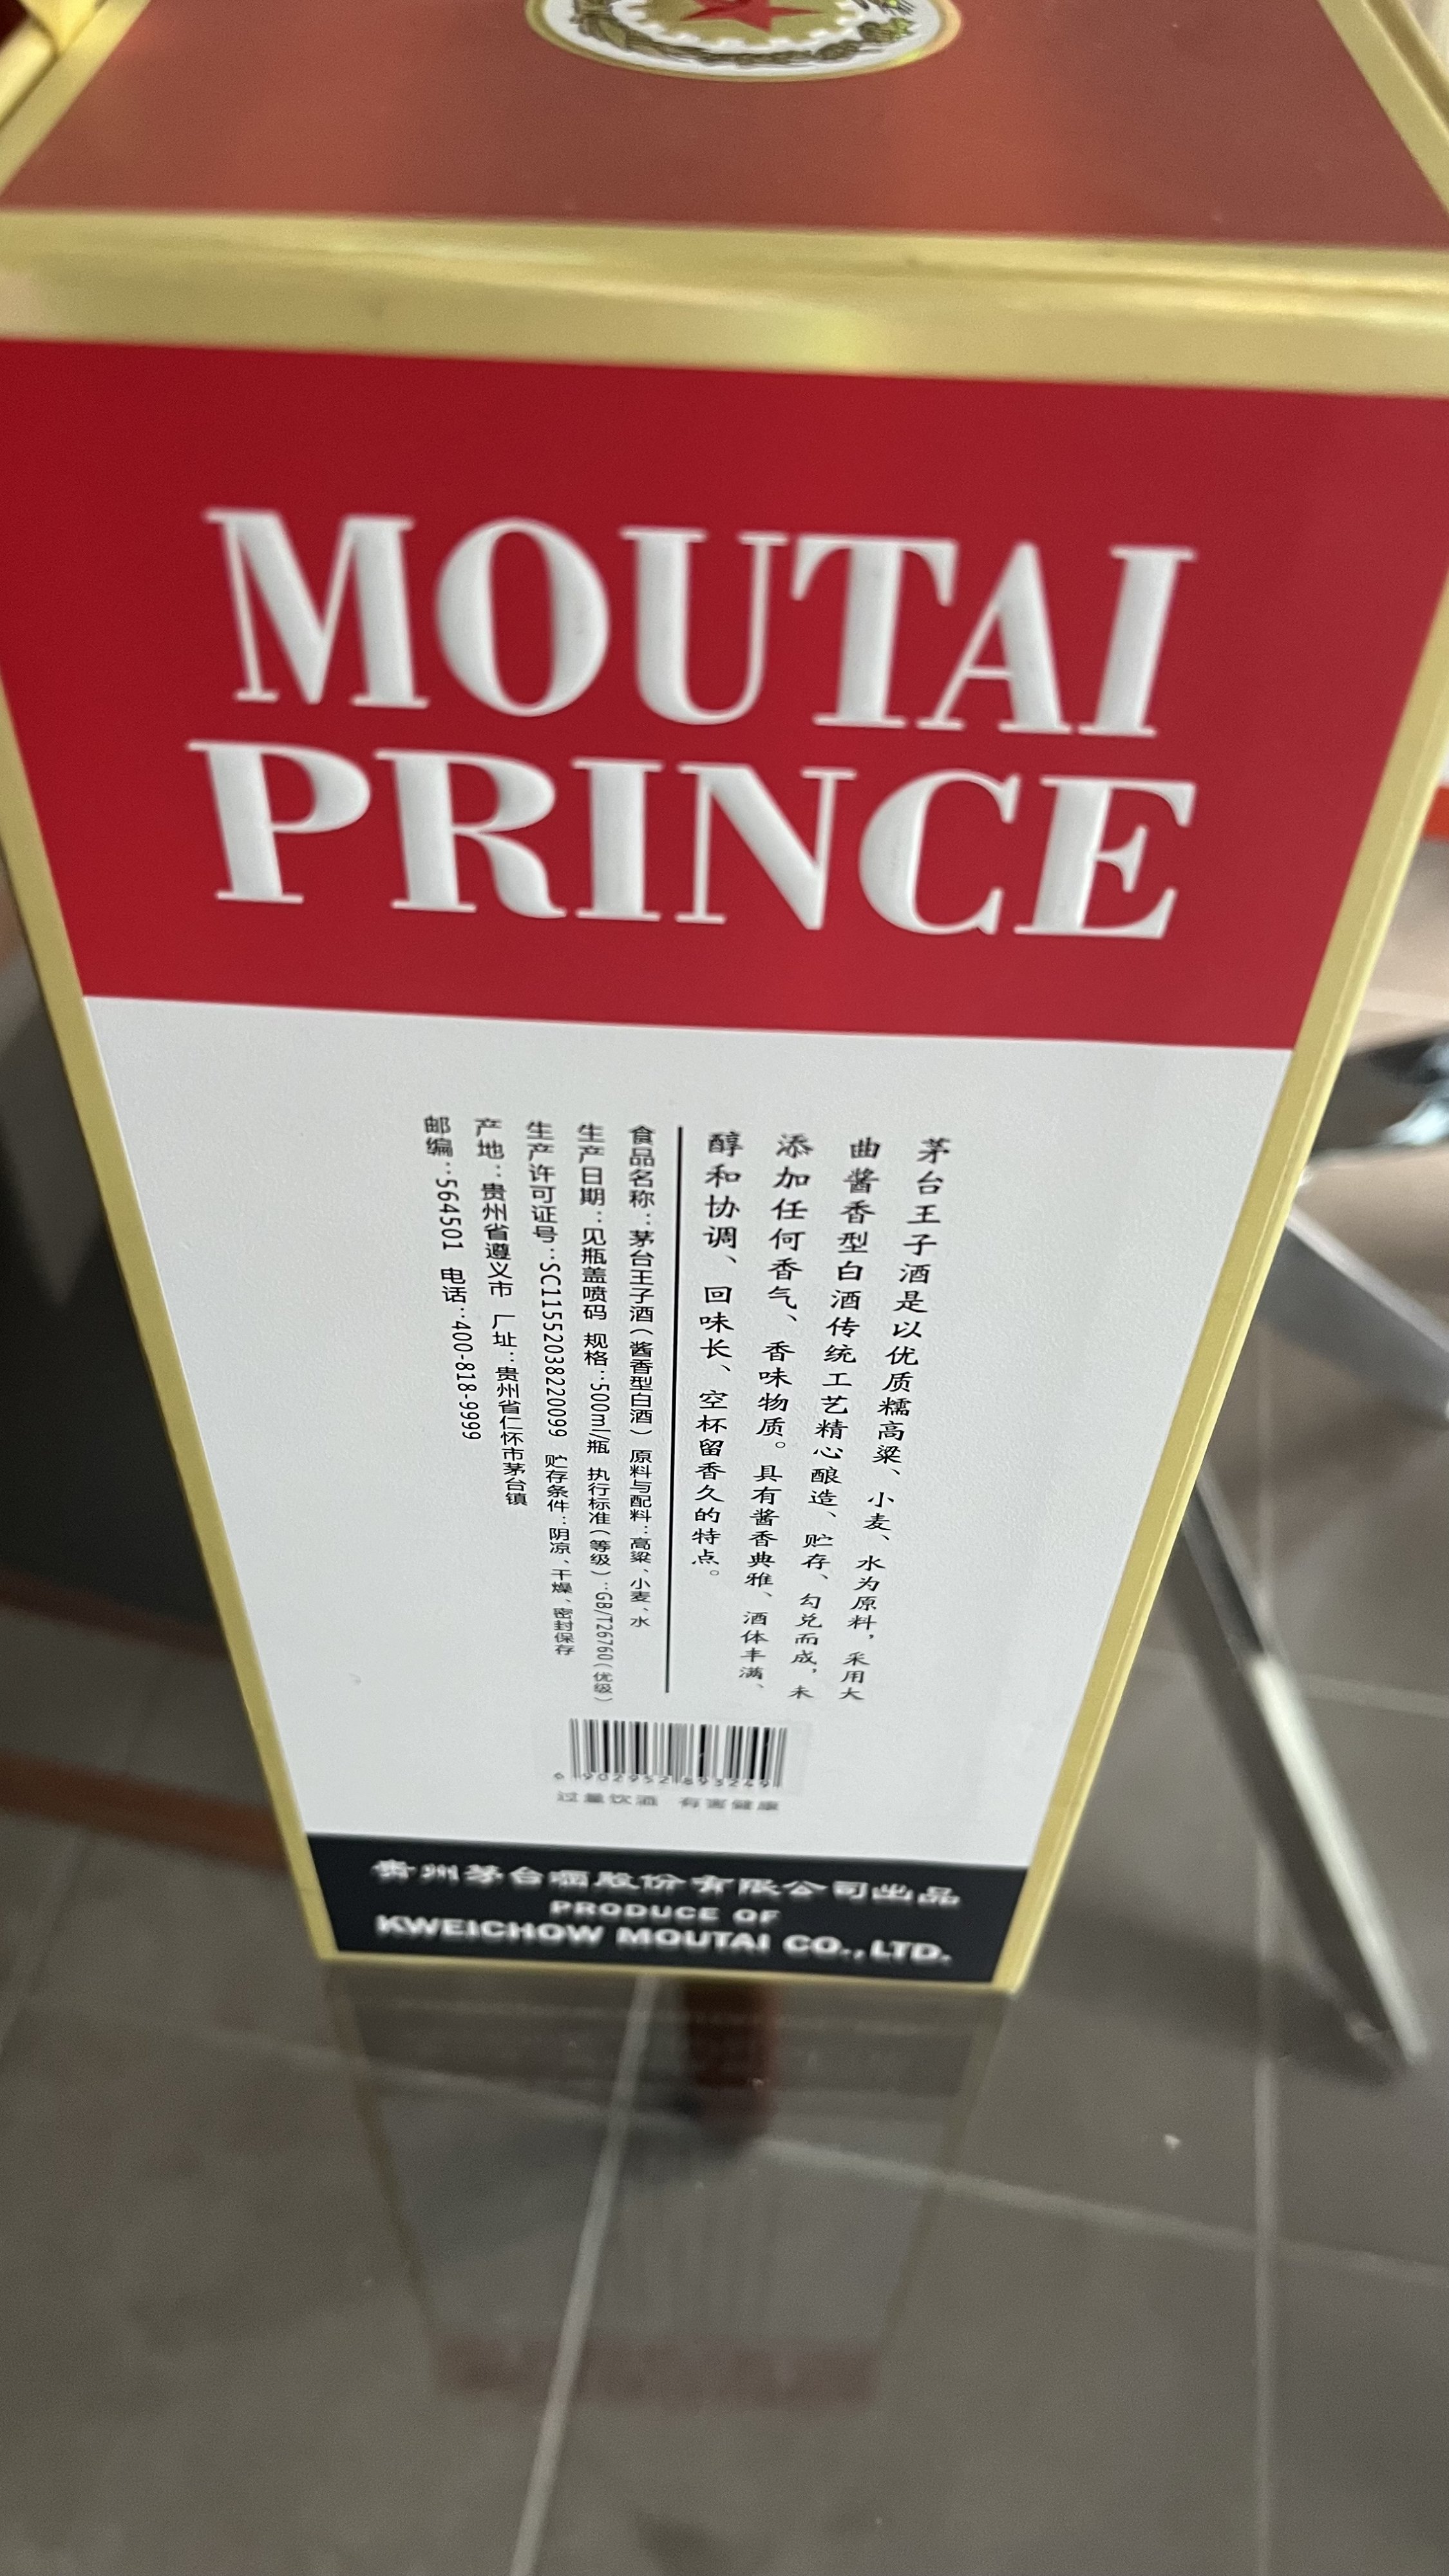 MOUTAI
PRINCE
茅台王子酒是以优质糯高粱、小麦、水为原料，采用大
曲酱香型白酒传统工艺精心酿造、贮存、勾兑而成，未
添加任何香气、香味物质。具有酱香典雅、酒体丰满、
醇和协调、回味长、空杯留香久的特点。
食品名称：茅台王子酒（酱香型白酒） 原料与配料：高粱、小麦、水
生产日期：见瓶盖喷码 规格：500ml/瓶 执行标准（等级）：GB/T26760（优级）
生产许可证号：SC11552038220099 贮存条件：阴凉、干燥、密封保存
产地：贵州省遵义市 厂址：贵州省仁怀市茅台镇
邮编：564501 电话：400-818-9999
6 902952 893249
过量饮酒 有害健康
贵州茅台酒股份有限公司出品
PRODUCE OF
KWEICHOW MOUTAI CO.,LTD.